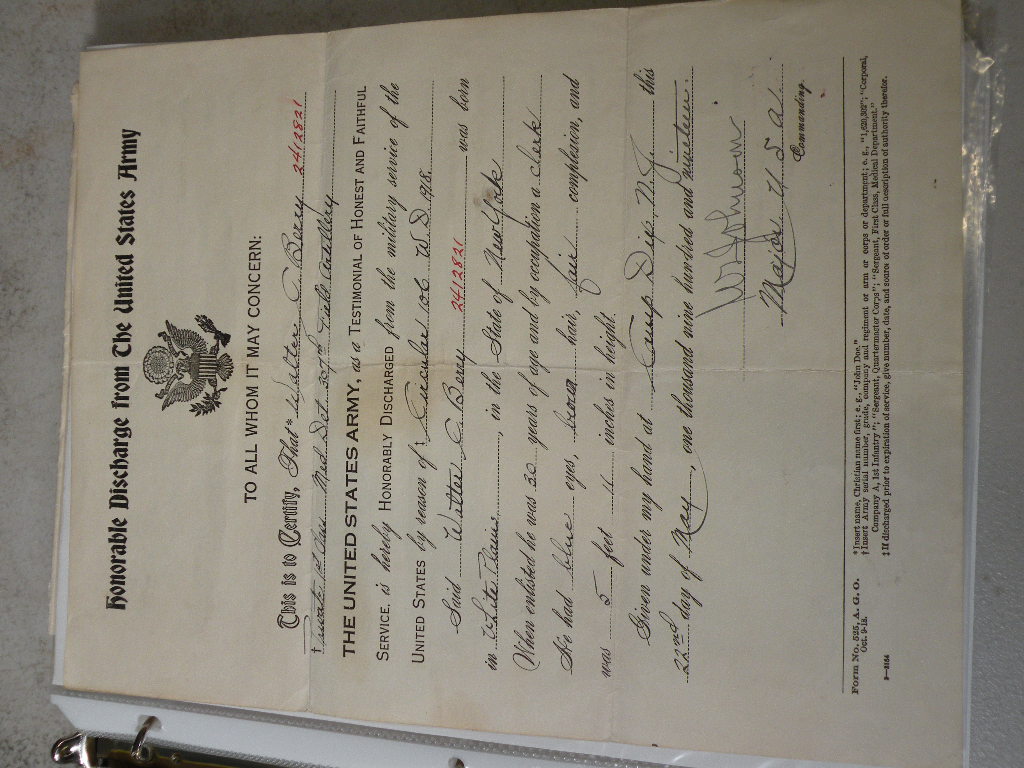 Honorable Discharge from The United States Army
TO ALL WHOM IT MAY CONCERN:
This is to Certify, That* Walter C Berry 2412821
† Private 1st Class Med Det 303rd Field Artillery
THE UNITED STATES ARMY, as a TESTIMONIAL OF HONEST AND FAITHFUL
SERVICE, is hereby HONORABLY DISCHARGED from the military service of the
UNITED STATES by reason of ‡ Circular 106 W D 1918
Said Walter C Berry 2412821 was born
in White Plains, in the State of New York
When enlisted he was 30 years of age and by occupation a Clerk
He had blue eyes, brown hair, fair complexion, and
was 5 feet 11 inches in height.
Given under my hand at Camp Dix N J this
22nd day of May, one thousand nine hundred and nineteen.
W Johnson
Major U S A
Commanding.
Form No. 525, A. G. O.
Oct. 9-18.
3—3164
*Insert name, Christian name first; e. g., "John Doe."
†Insert Army serial number, grade, company and regiment or arm or corps or department; e. g., "1,620,302"; "Corporal,
Company A, 1st Infantry"; "Sergeant, Quartermaster Corps"; "Sergeant, First Class, Medical Department."
‡If discharged prior to expiration of service, give number, date, and source of order or full description of authority therefor.